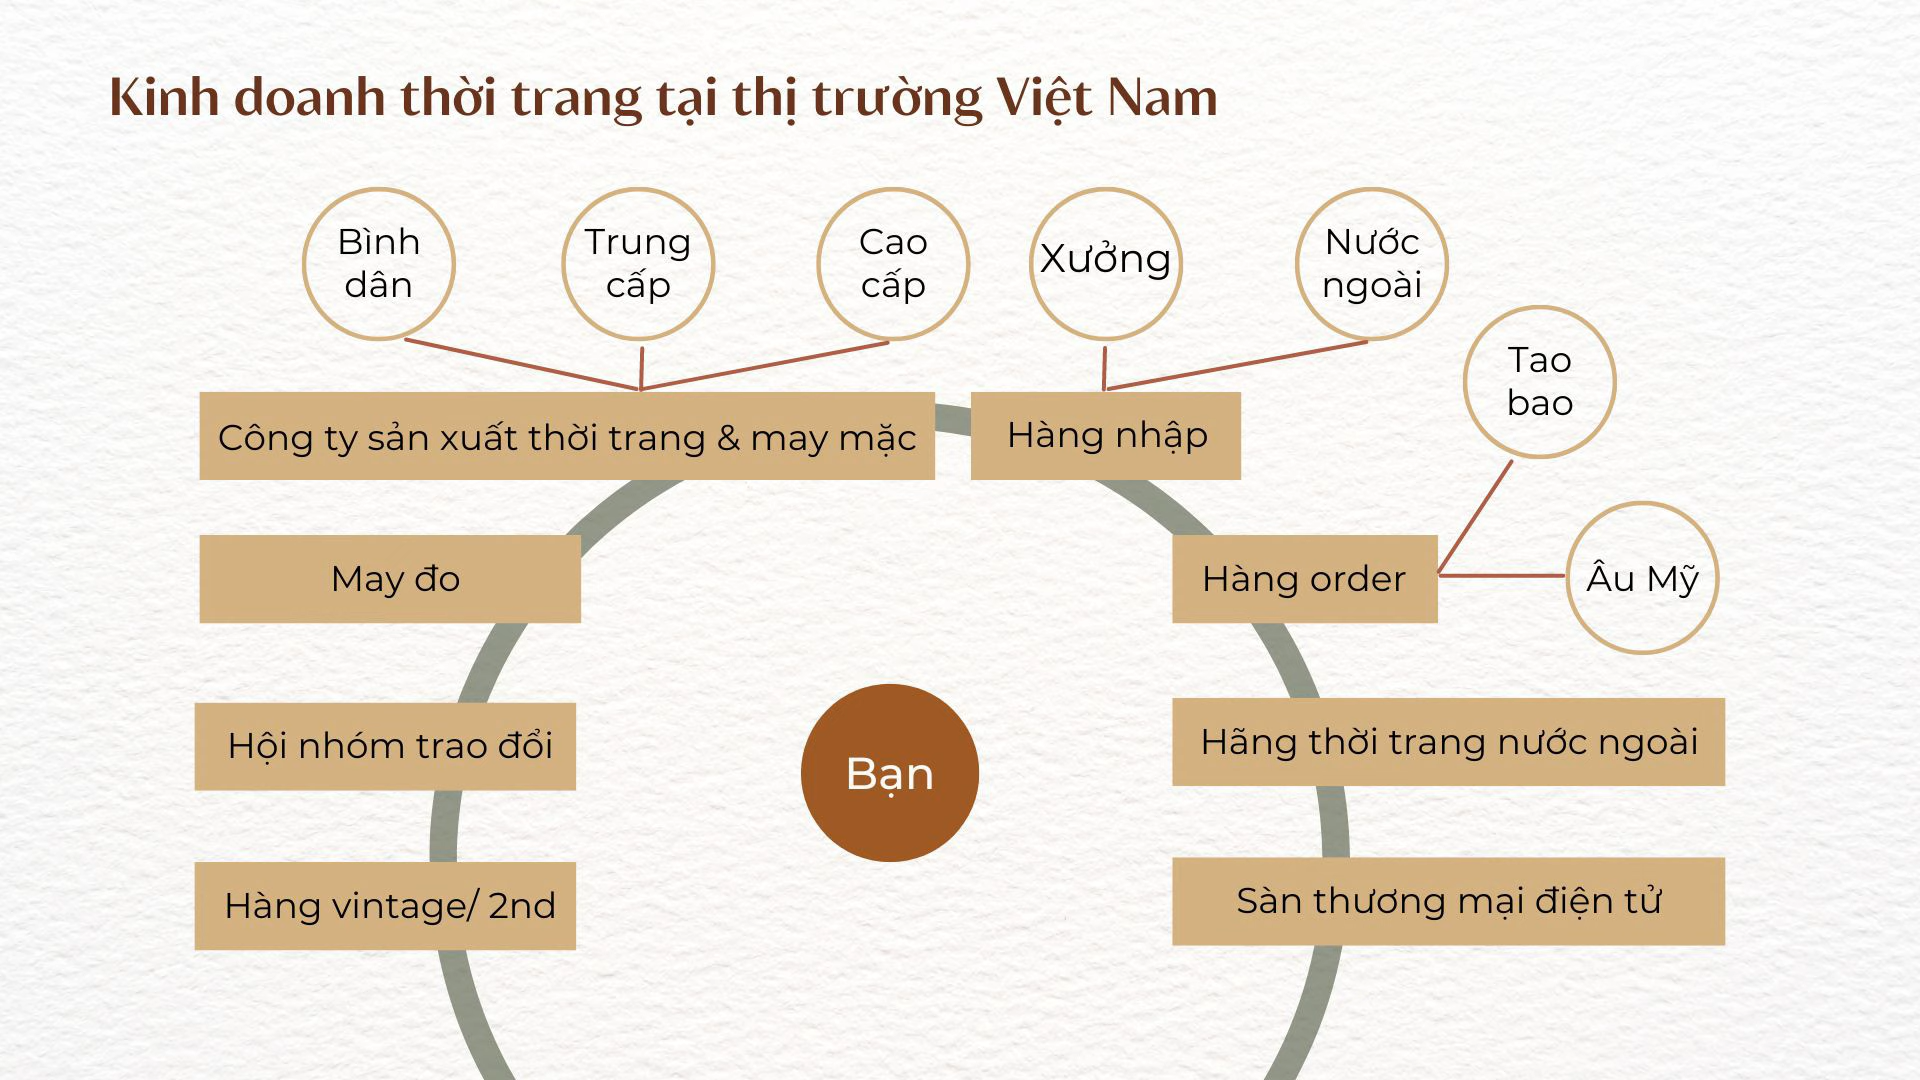 Kinh doanh thời trang tại thị trường Việt Nam
Bình
dân
Trung
cấp
Cao
cấp
Xưởng
Nước
ngoài
Tao
bao
Công ty sản xuất thời trang & may mặc
Hàng nhập
May đo
Hàng order
Âu Mỹ
Hội nhóm trao đổi
Hãng thời trang nước ngoài
Bạn
Hàng vintage/ 2nd
Sàn thương mại điện tử